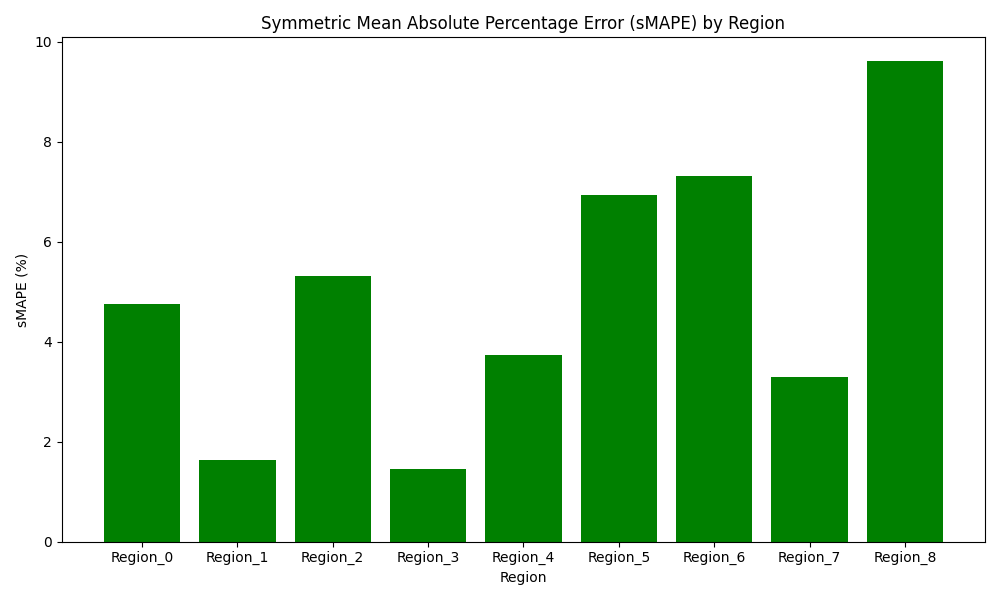 Symmetric Mean Absolute Percentage Error (sMAPE) by Region
sMAPE (%)
10
8
6
4
2
0
Region_0 Region_1 Region_2 Region_3 Region_4 Region_5 Region_6 Region_7 Region_8
Region